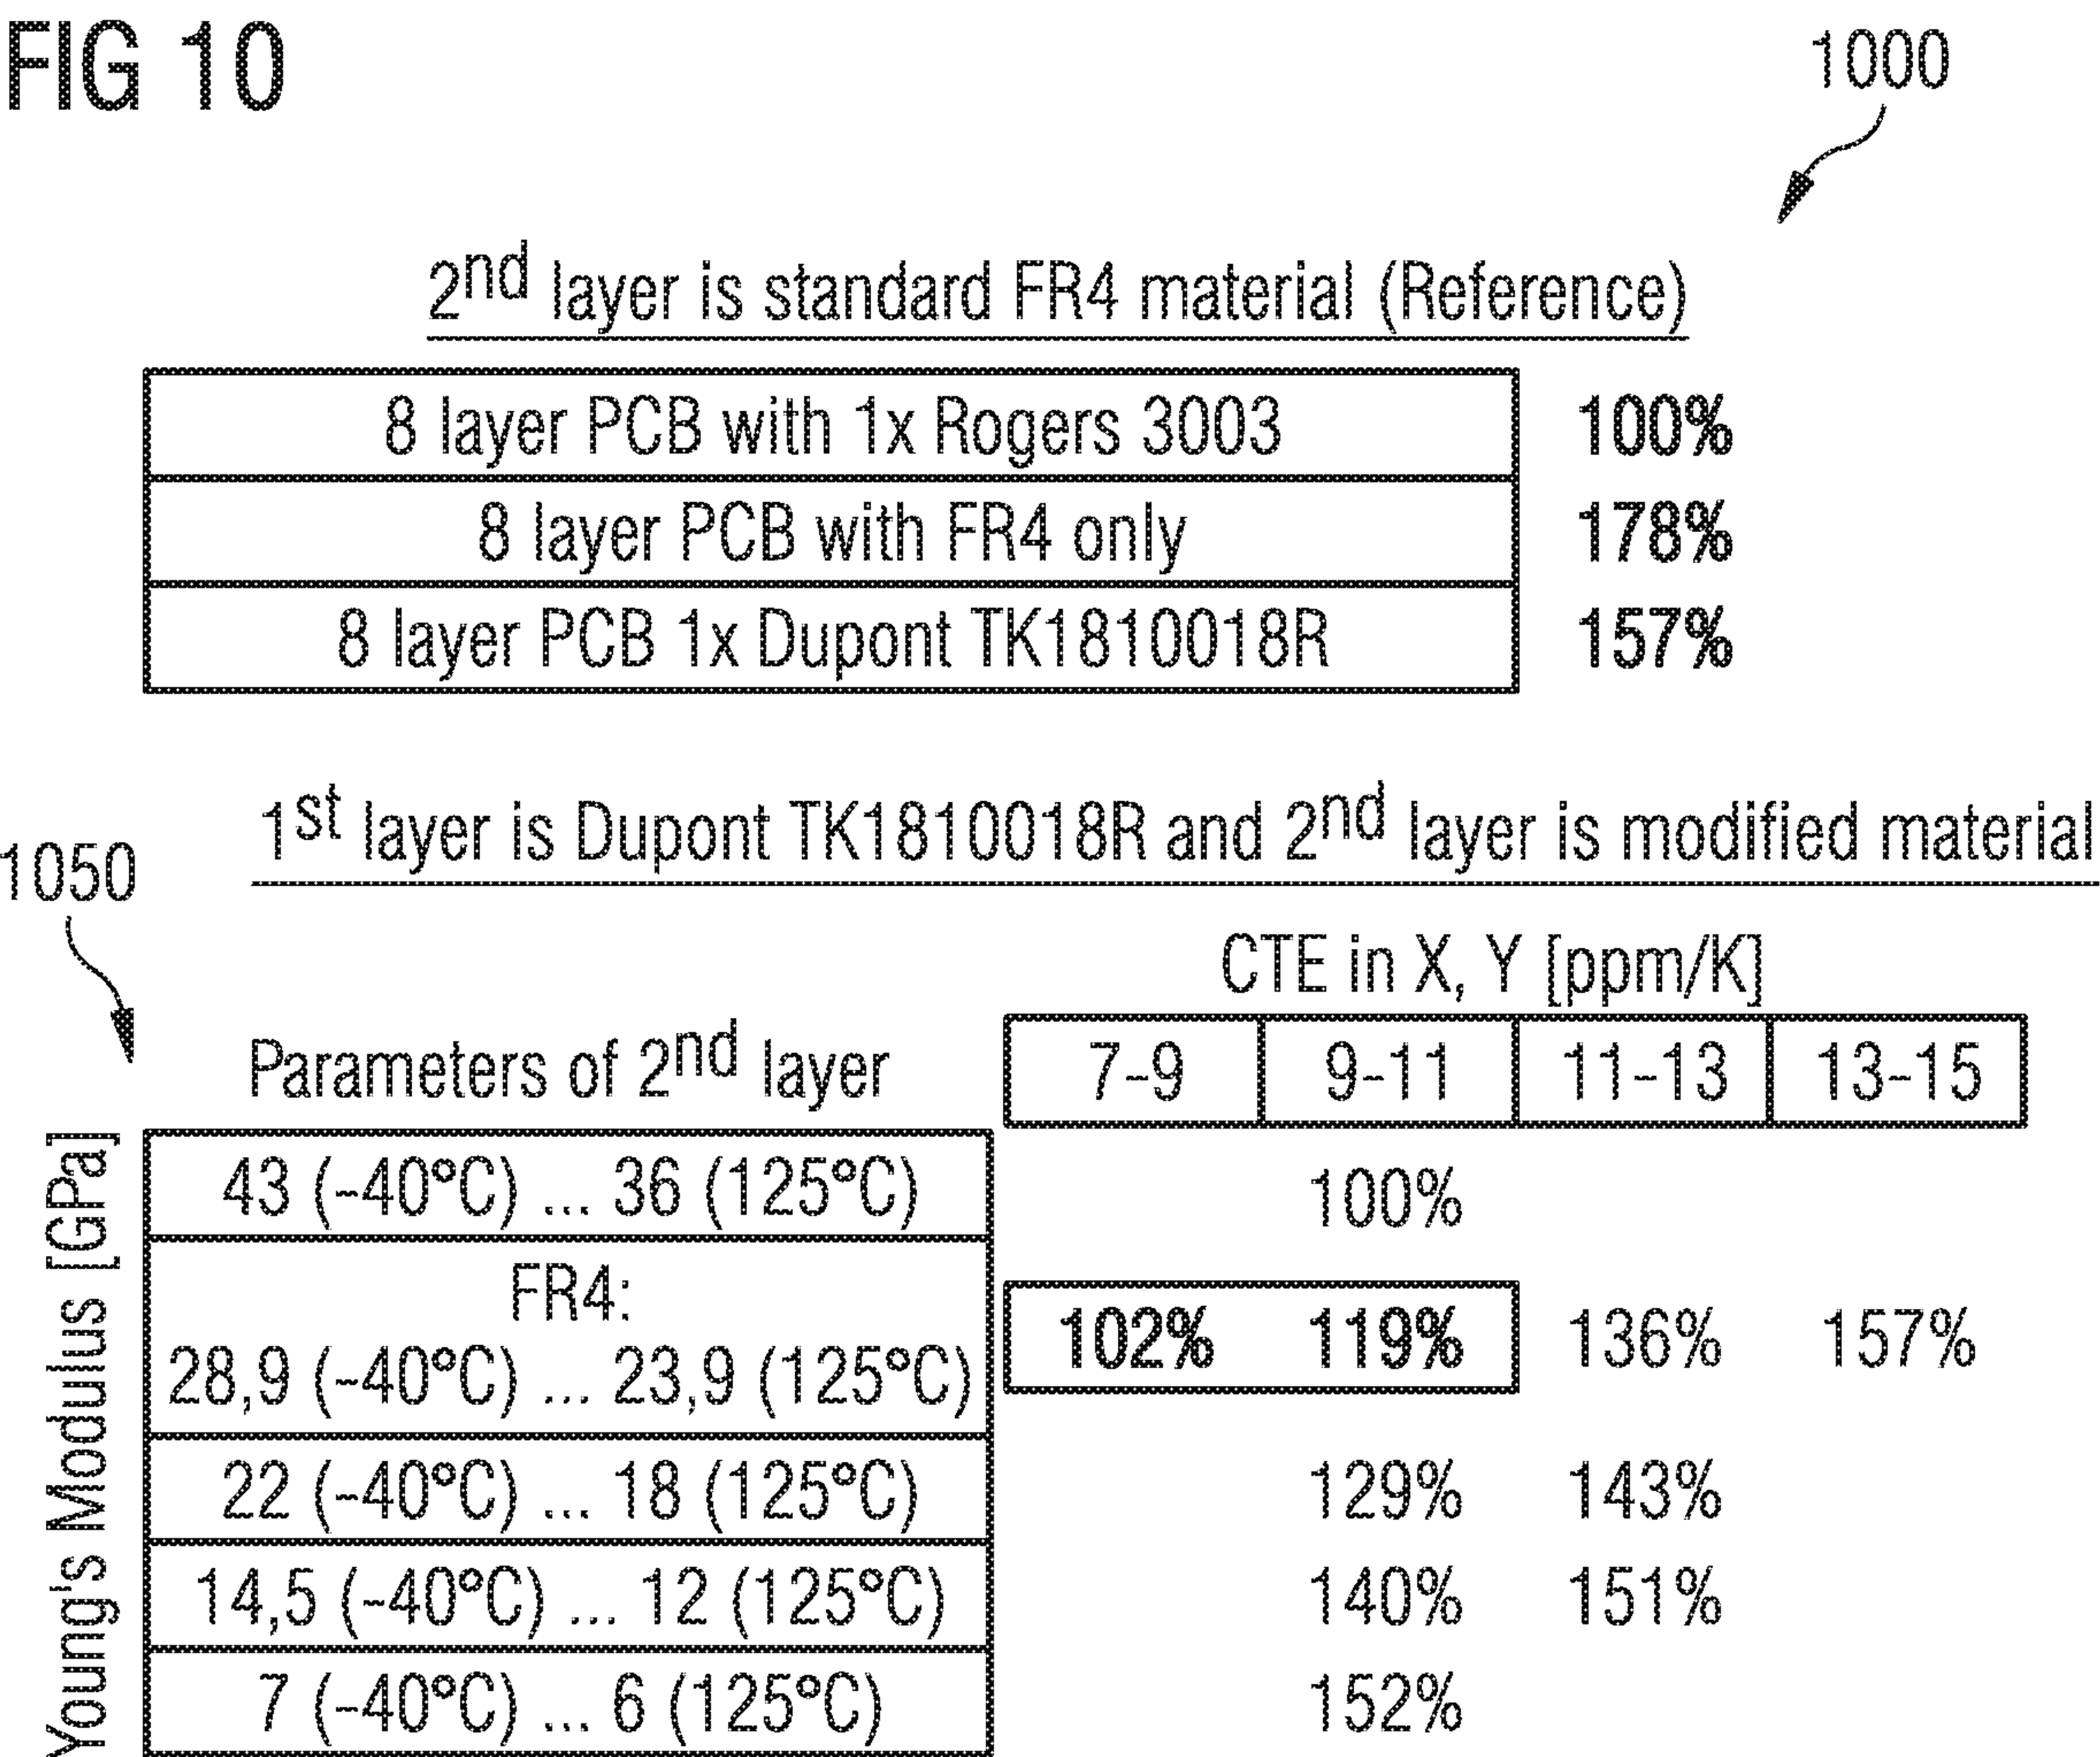 FIG 10
1000
2nd layer is standard FR4 material (Reference)
8 layer PCB with 1x Rogers 3003 100%
8 layer PCB with FR4 only 178%
8 layer PCB 1x Dupont TK1810018R 157%
1st layer is Dupont TK1810018R and 2nd layer is modified material
1050
CTE in X, Y [ppm/K]
Parameters of 2nd layer 7-9 9-11 11-13 13-15
Young's Modulus [GPa]
43 (-40°C) ... 36 (125°C) 100%
FR4:
28,9 (-40°C) ... 23,9 (125°C) 102% 119% 136% 157%
22 (-40°C) ... 18 (125°C) 129% 143%
14,5 (-40°C) ... 12 (125°C) 140% 151%
7 (-40°C) ... 6 (125°C) 152%